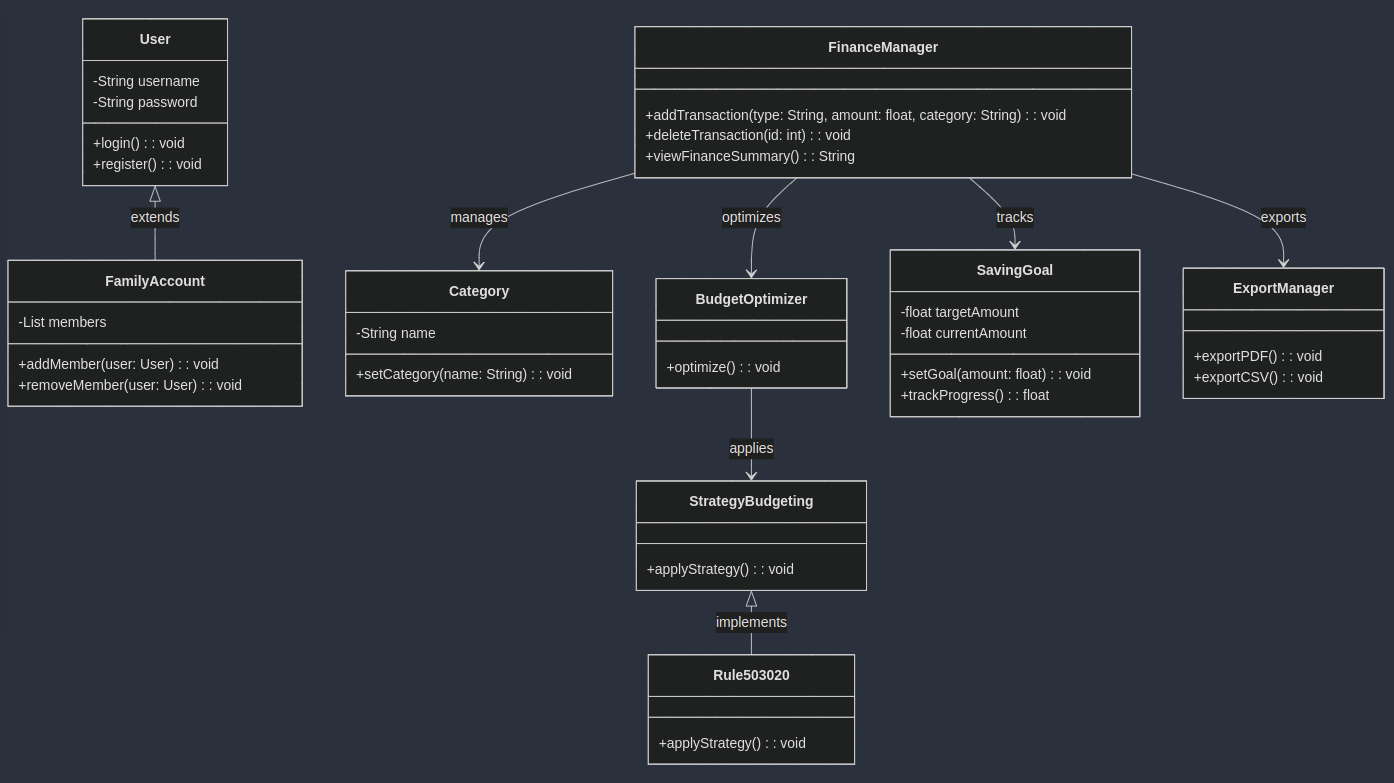 User
-String username
-String password
+login() : : void
+register() : : void
extends
FamilyAccount
-List members
+addMember(user: User) : : void
+removeMember(user: User) : : void
FinanceManager
+addTransaction(type: String, amount: float, category: String) : : void
+deleteTransaction(id: int) : : void
+viewFinanceSummary() : : String
manages
optimizes
tracks
exports
Category
-String name
+setCategory(name: String) : : void
BudgetOptimizer
+optimize() : : void
SavingGoal
-float targetAmount
-float currentAmount
+setGoal(amount: float) : : void
+trackProgress() : : float
ExportManager
+exportPDF() : : void
+exportCSV() : : void
applies
StrategyBudgeting
+applyStrategy() : : void
implements
Rule503020
+applyStrategy() : : void